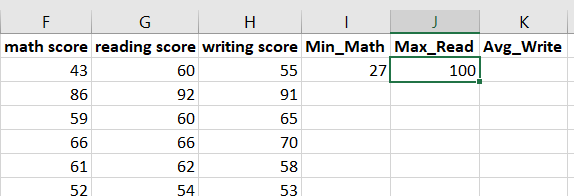 F G H I J K
math score reading score writing score Min_Math Max_Read Avg_Write
43 60 55 27 100
86 92 91
59 60 65
66 66 70
61 62 58
52 54 53